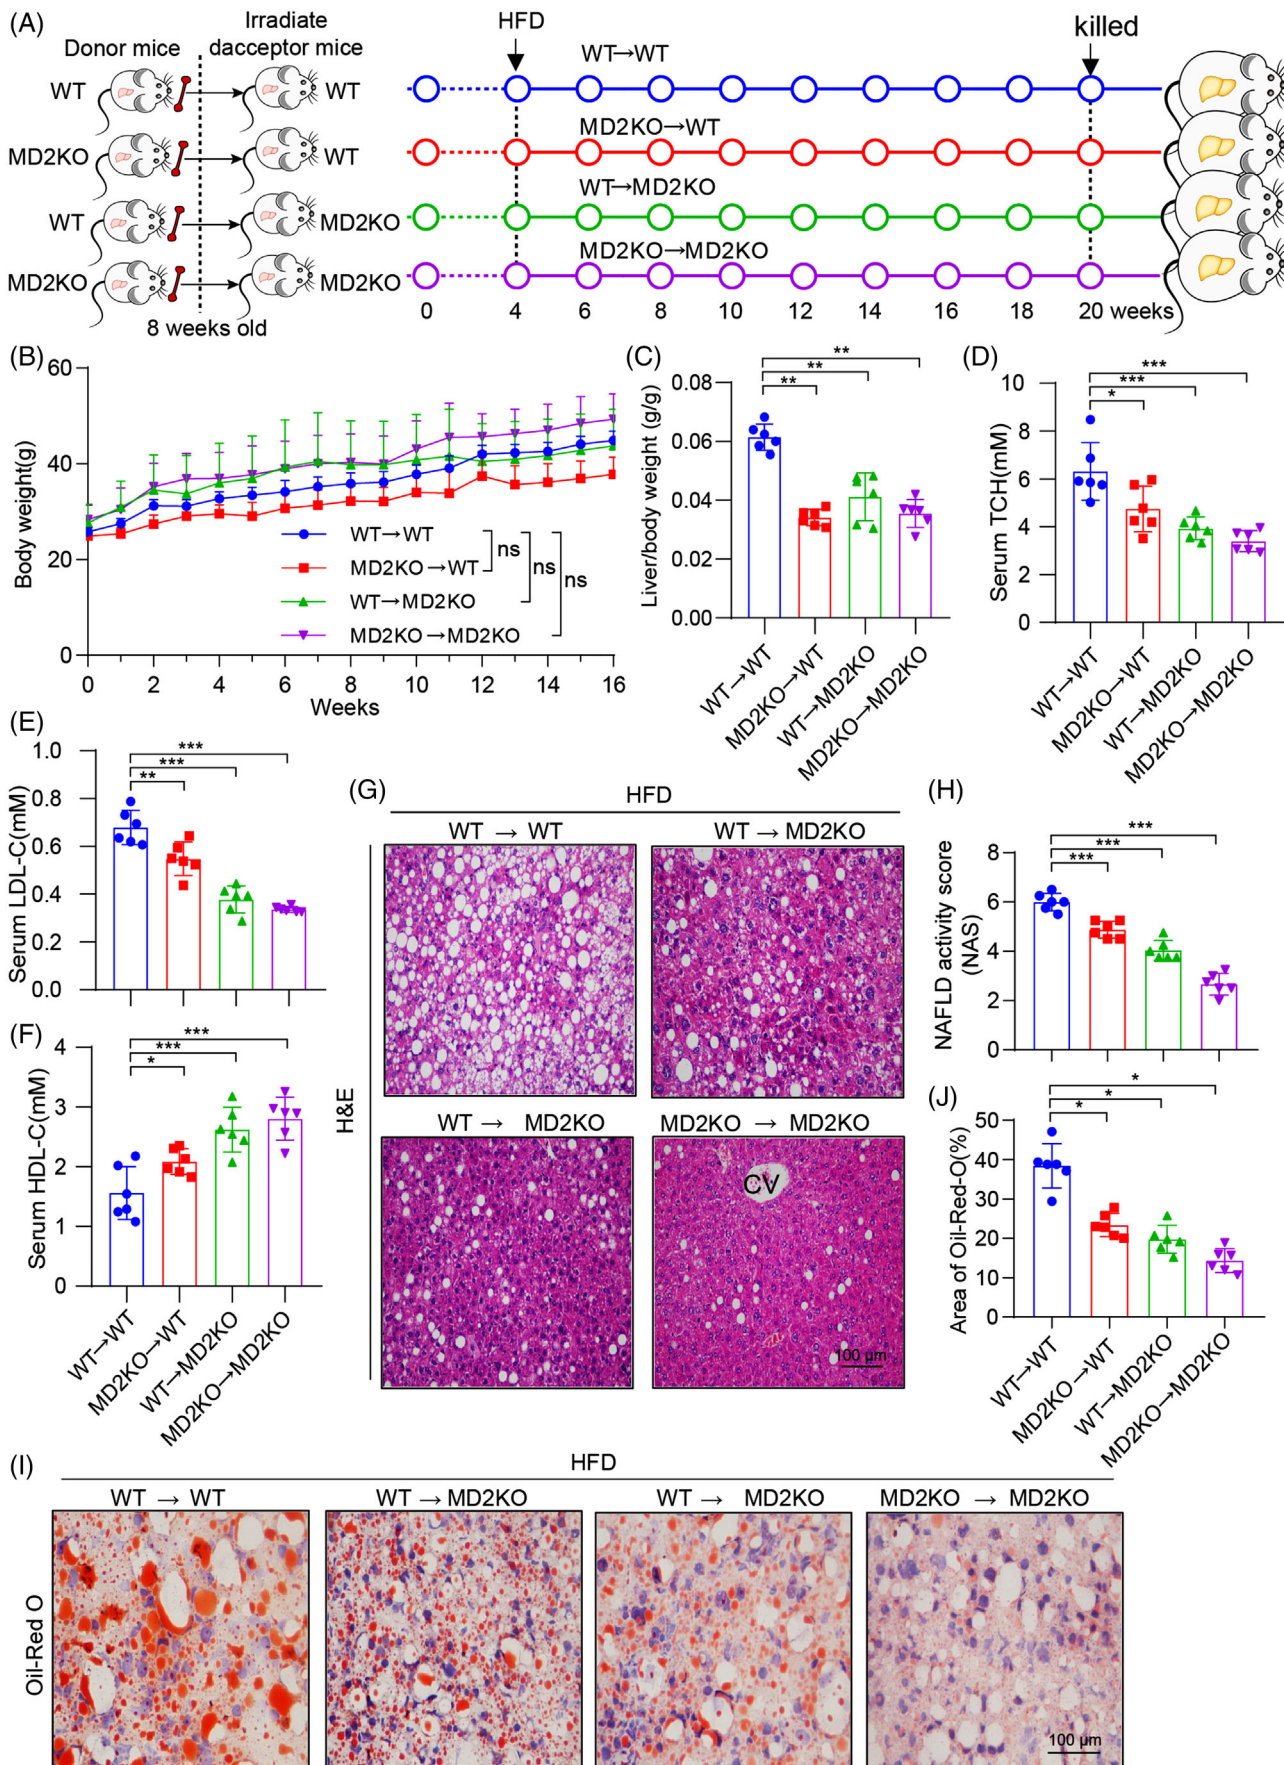 (A)
Donor mice
Irradiate
dacceptor mice
WT
WT
MD2KO
WT
WT
MD2KO
MD2KO
MD2KO
8 weeks old
HFD
killed
WT→WT
MD2KO→WT
WT→MD2KO
MD2KO→MD2KO
0 4 6 8 10 12 14 16 18 20 weeks
(B)
Body weight(g)
60
40
20
0
WT→WT
MD2KO→WT
WT→MD2KO
MD2KO→MD2KO
ns
ns
ns
0 2 4 6 8 10 12 14 16
Weeks
(C)
Liver/body weight (g/g)
0.08
0.06
0.04
0.02
0.00
**
**
**
WT→WT
MD2KO→WT
WT→MD2KO
MD2KO→MD2KO
(D)
Serum TCH(mM)
10
8
6
4
2
0
***
***
*
WT→WT
MD2KO→WT
WT→MD2KO
MD2KO→MD2KO
(E)
Serum LDL-C(mM)
1.0
0.8
0.6
0.4
0.2
0.0
***
***
**
(F)
Serum HDL-C(mM)
4
3
2
1
0
***
***
*
WT→WT
MD2KO→WT
WT→MD2KO
MD2KO→MD2KO
(G)
HFD
WT → WT
WT → MD2KO
H&E
WT → MD2KO
MD2KO → MD2KO
CV
100 μm
(H)
NAFLD activity score
(NAS)
8
6
4
2
0
***
***
***
(J)
Area of Oil-Red-O(%)
50
40
30
20
10
0
*
*
*
WT→WT
MD2KO→WT
WT→MD2KO
MD2KO→MD2KO
(I)
HFD
WT → WT
WT → MD2KO
WT → MD2KO
MD2KO → MD2KO
Oil-Red O
100 μm